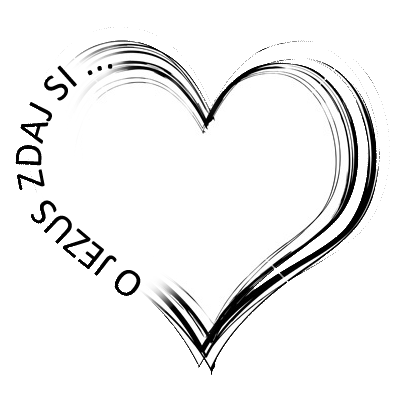 O JEZUS ZDAJ SI ...